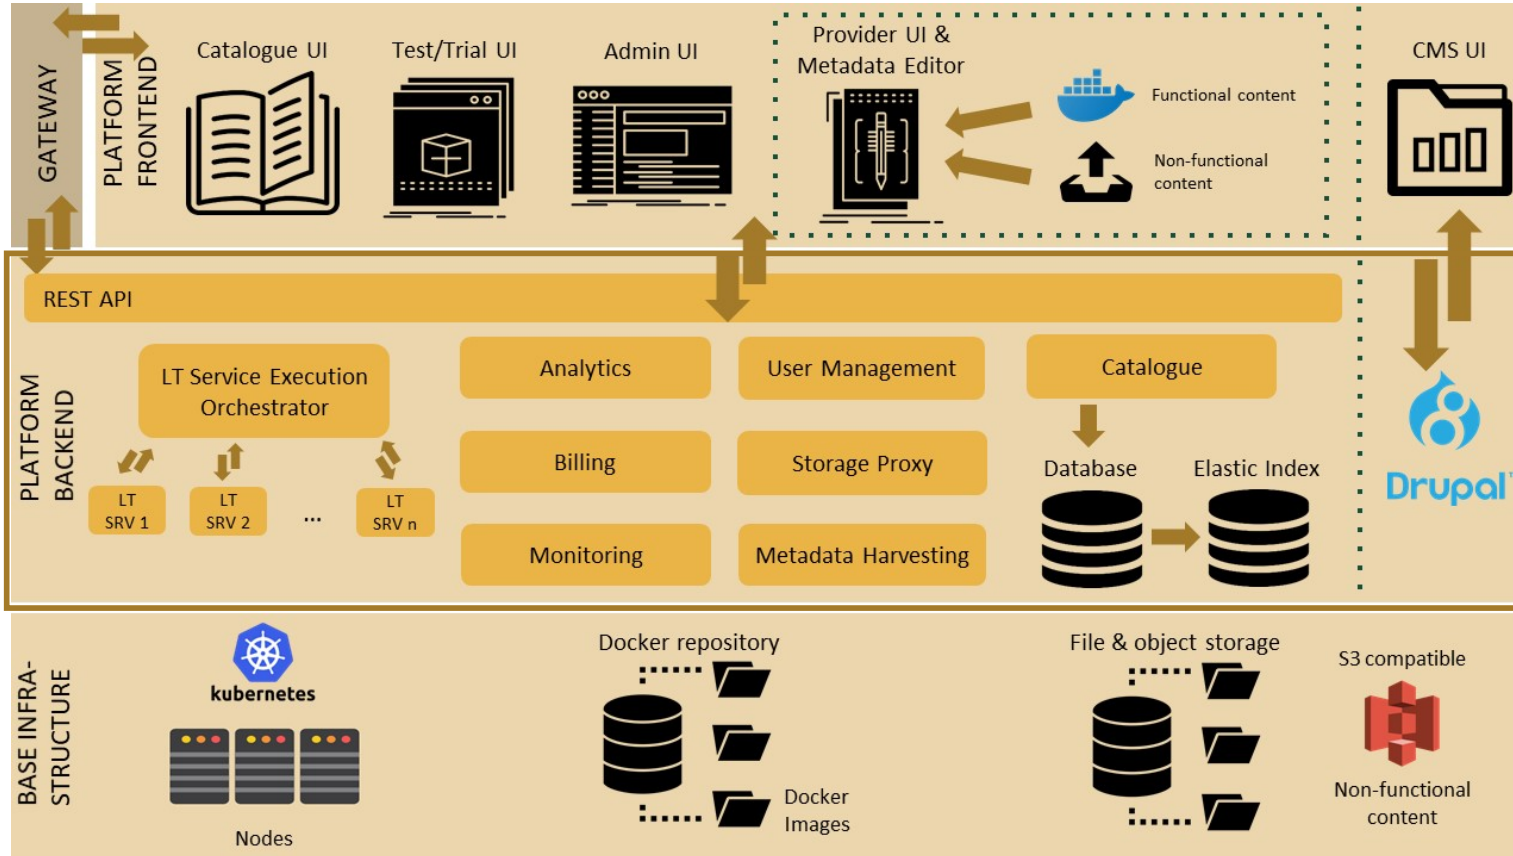 GATEWAY
PLATFORM
FRONTEND
Catalogue UI
Test/Trial UI
Admin UI
Provider UI &
Metadata Editor
Functional content
Non-functional
content
CMS UI
REST API
PLATFORM
BACKEND
LT Service Execution
Orchestrator
LT
SRV 1
LT
SRV 2
...
LT
SRV n
Analytics
User Management
Catalogue
Billing
Storage Proxy
Database
Elastic Index
Monitoring
Metadata Harvesting
Drupal™
BASE INFRA-
STRUCTURE
kubernetes
Nodes
Docker repository
Docker
Images
File & object storage
S3 compatible
Non-functional
content